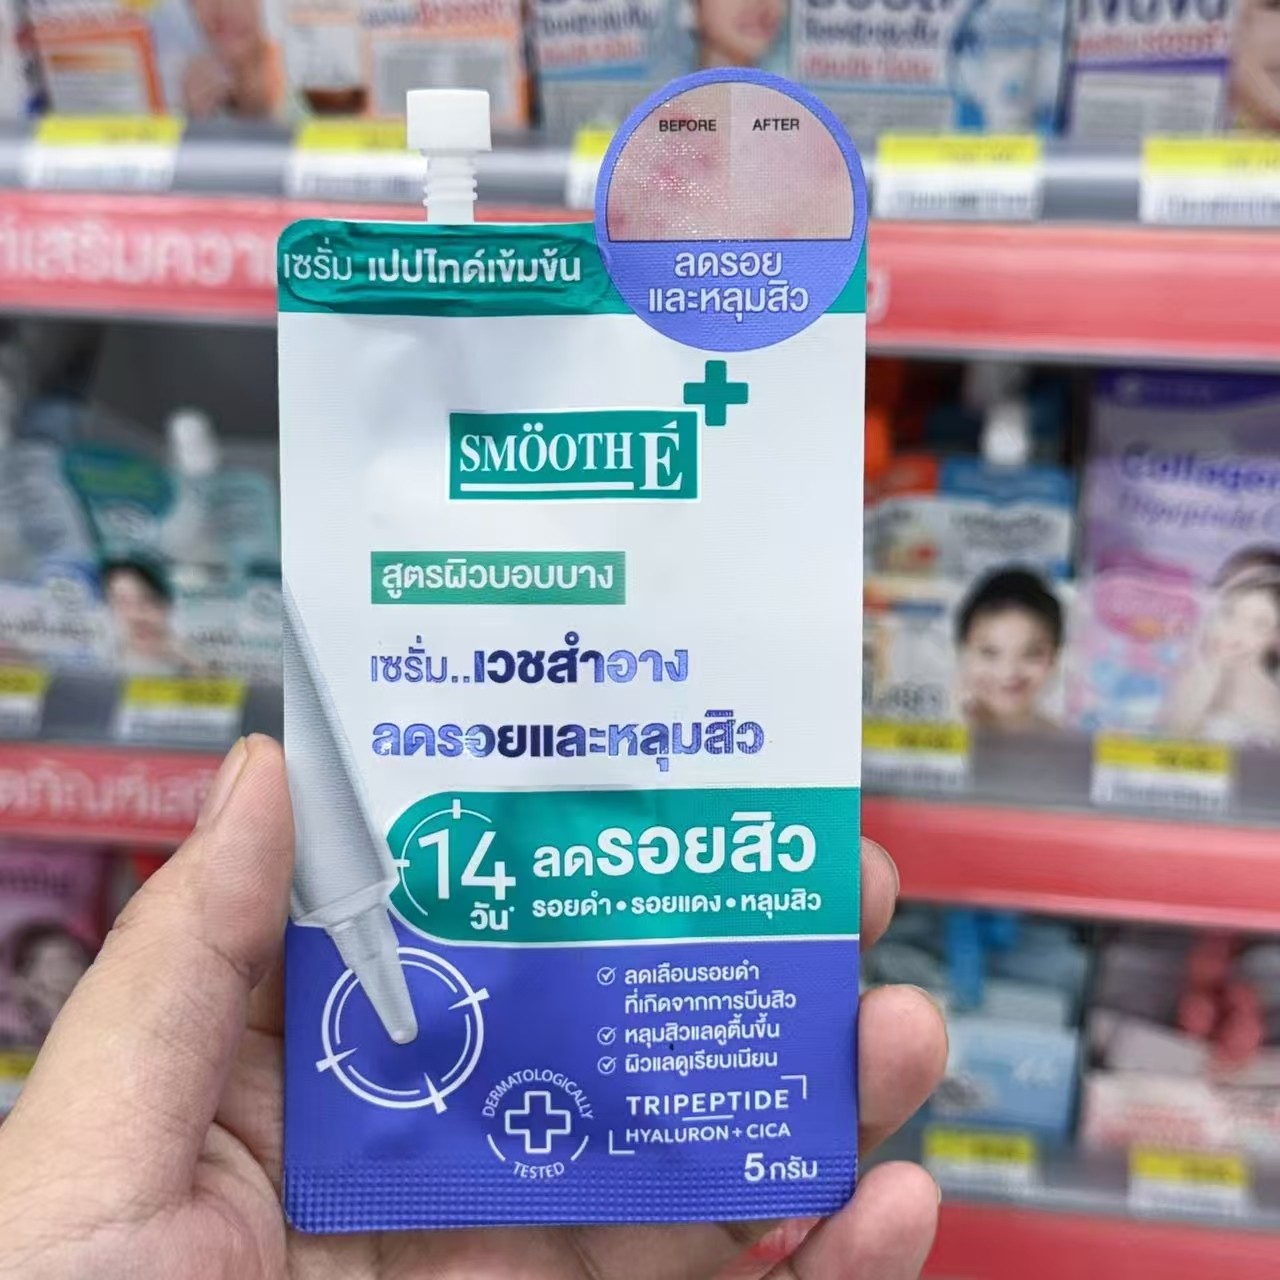 BEFORE AFTER
ลดรอย
และหลุมสิว
เซรั่ม เปปไทด์เข้มข้น
SMÖOTH É
สูตรผิวบอบบาง
เซรั่ม..เวชสำอาง
ลดรอยและหลุมสิว
14
วัน*
ลดรอยสิว
รอยดำ • รอยแดง • หลุมสิว
ลดเลือนรอยดำ
ที่เกิดจากการบีบสิว
หลุมสิวแลดูตื้นขึ้น
ผิวแลดูเรียบเนียน
DERMATOLOGICALLY
TESTED
TRIPEPTIDE
HYALURON + CICA
5 กรัม
Collagen
Tripeptide